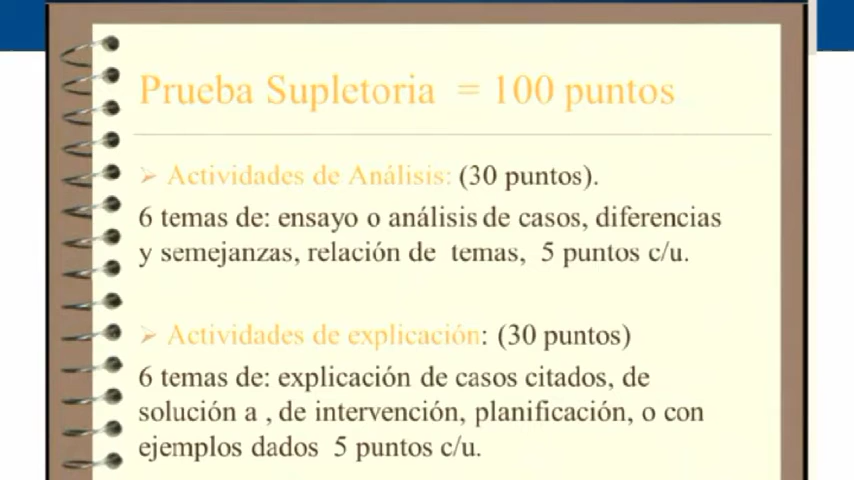 Prueba Supletoria = 100 puntos
➢ Actividades de Análisis: (30 puntos).
6 temas de: ensayo o análisis de casos, diferencias
y semejanzas, relación de temas, 5 puntos c/u.
➢ Actividades de explicación: (30 puntos)
6 temas de: explicación de casos citados, de
solución a , de intervención, planificación, o con
ejemplos dados 5 puntos c/u.